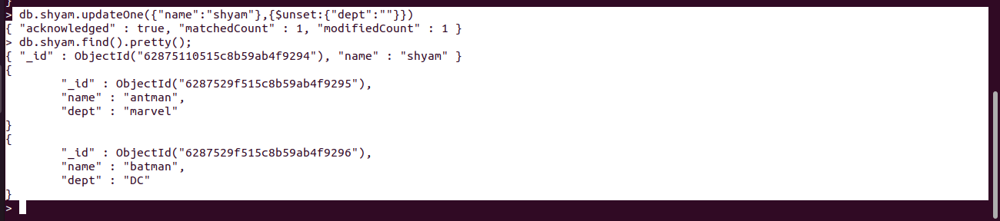 }
> db.shyam.updateOne({"name":"shyam"},{$unset:{"dept":""}})
{ "acknowledged" : true, "matchedCount" : 1, "modifiedCount" : 1 }
> db.shyam.find().pretty();
{ "_id" : ObjectId("62875110515c8b59ab4f9294"), "name" : "shyam" }
{
        "_id" : ObjectId("6287529f515c8b59ab4f9295"),
        "name" : "antman",
        "dept" : "marvel"
}
{
        "_id" : ObjectId("6287529f515c8b59ab4f9296"),
        "name" : "batman",
        "dept" : "DC"
}
>